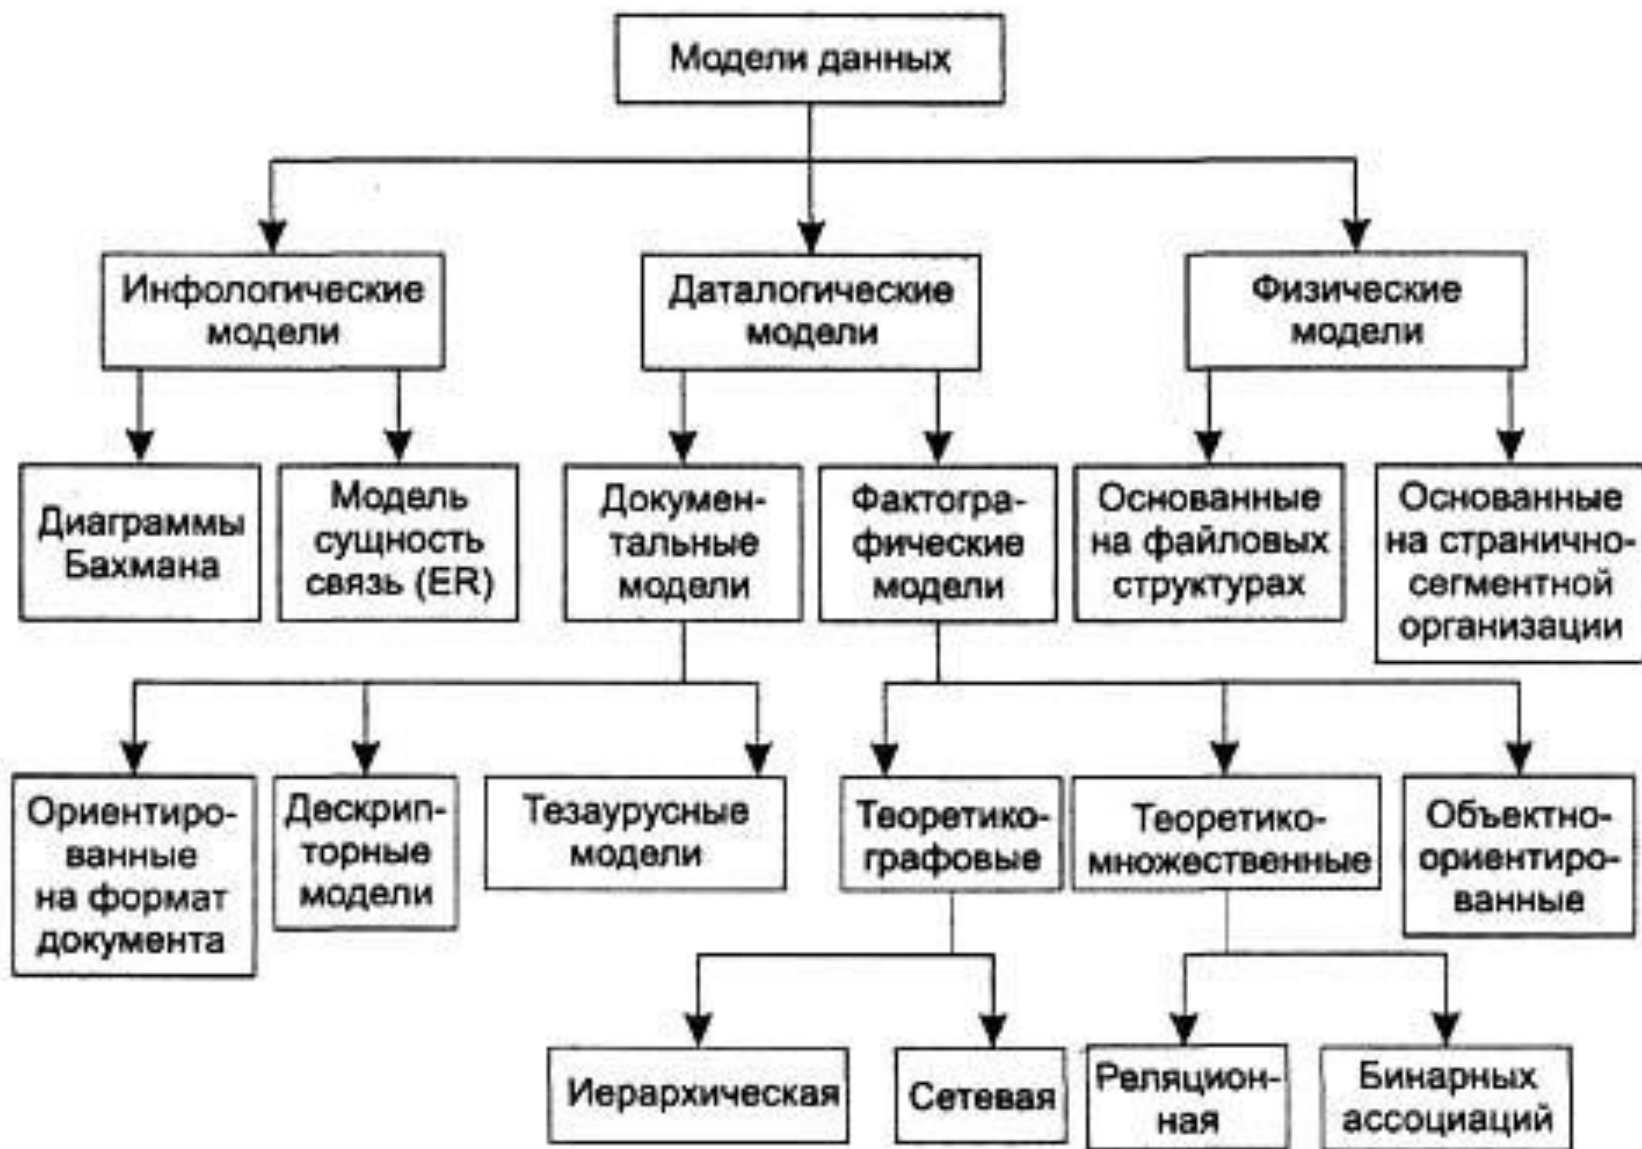 Модели данных
Инфологические
модели
Даталогические
модели
Физические
модели
Диаграммы
Бахмана
Модель
сущность
связь (ER)
Докумен-
тальные
модели
Фактогра-
фические
модели
Основанные
на файловых
структурах
Основанные
на странично-
сегментной
организации
Ориентиро-
ванные
на формат
документа
Дескрип-
торные
модели
Тезаурусные
модели
Теоретико-
графовые
Теоретико-
множественные
Объектно-
ориентиро-
ванные
Иерархическая
Сетевая
Реляцион-
ная
Бинарных
ассоциаций